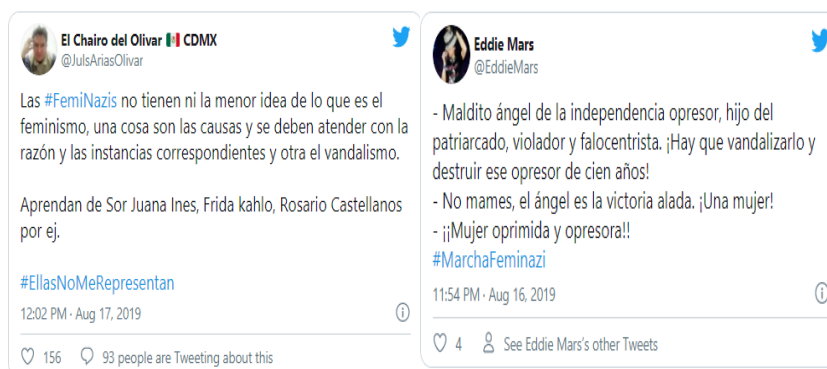 El Chairo del Olivar 🇲🇽 CDMX
@JulsAriasOlivar
Las #FemiNazis no tienen ni la menor idea de lo que es el
feminismo, una cosa son las causas y se deben atender con la
razón y las instancias correspondientes y otra el vandalismo.
Aprendan de Sor Juana Ines, Frida kahlo, Rosario Castellanos
por ej.
#EllasNoMeRepresentan
12:02 PM · Aug 17, 2019
156 93 people are Tweeting about this
Eddie Mars
@EddieMars
- Maldito ángel de la independencia opresor, hijo del
patriarcado, violador y falocentrista. ¡Hay que vandalizarlo y
destruir ese opresor de cien años!
- No mames, el ángel es la victoria alada. ¡Una mujer!
- ¡¡Mujer oprimida y opresora!!
#MarchaFeminazi
11:54 PM · Aug 16, 2019
4 See Eddie Mars's other Tweets